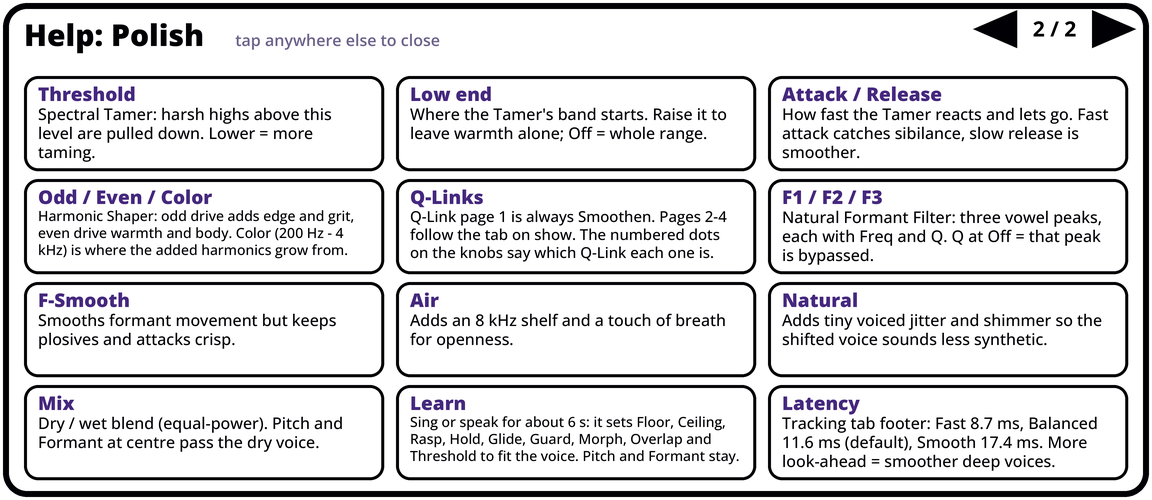 Help: Polish
tap anywhere else to close
2 / 2
Threshold
Spectral Tamer: harsh highs above this
level are pulled down. Lower = more
taming.
Low end
Where the Tamer's band starts. Raise it to
leave warmth alone; Off = whole range.
Attack / Release
How fast the Tamer reacts and lets go. Fast
attack catches sibilance, slow release is
smoother.
Odd / Even / Color
Harmonic Shaper: odd drive adds edge and grit,
even drive warmth and body. Color (200 Hz - 4
kHz) is where the added harmonics grow from.
Q-Links
Q-Link page 1 is always Smoothen. Pages 2-4
follow the tab on show. The numbered dots
on the knobs say which Q-Link each one is.
F1 / F2 / F3
Natural Formant Filter: three vowel peaks,
each with Freq and Q. Q at Off = that peak
is bypassed.
F-Smooth
Smooths formant movement but keeps
plosives and attacks crisp.
Air
Adds an 8 kHz shelf and a touch of breath
for openness.
Natural
Adds tiny voiced jitter and shimmer so the
shifted voice sounds less synthetic.
Mix
Dry / wet blend (equal-power). Pitch and
Formant at centre pass the dry voice.
Learn
Sing or speak for about 6 s: it sets Floor, Ceiling,
Rasp, Hold, Glide, Guard, Morph, Overlap and
Threshold to fit the voice. Pitch and Formant stay.
Latency
Tracking tab footer: Fast 8.7 ms, Balanced
11.6 ms (default), Smooth 17.4 ms. More
look-ahead = smoother deep voices.